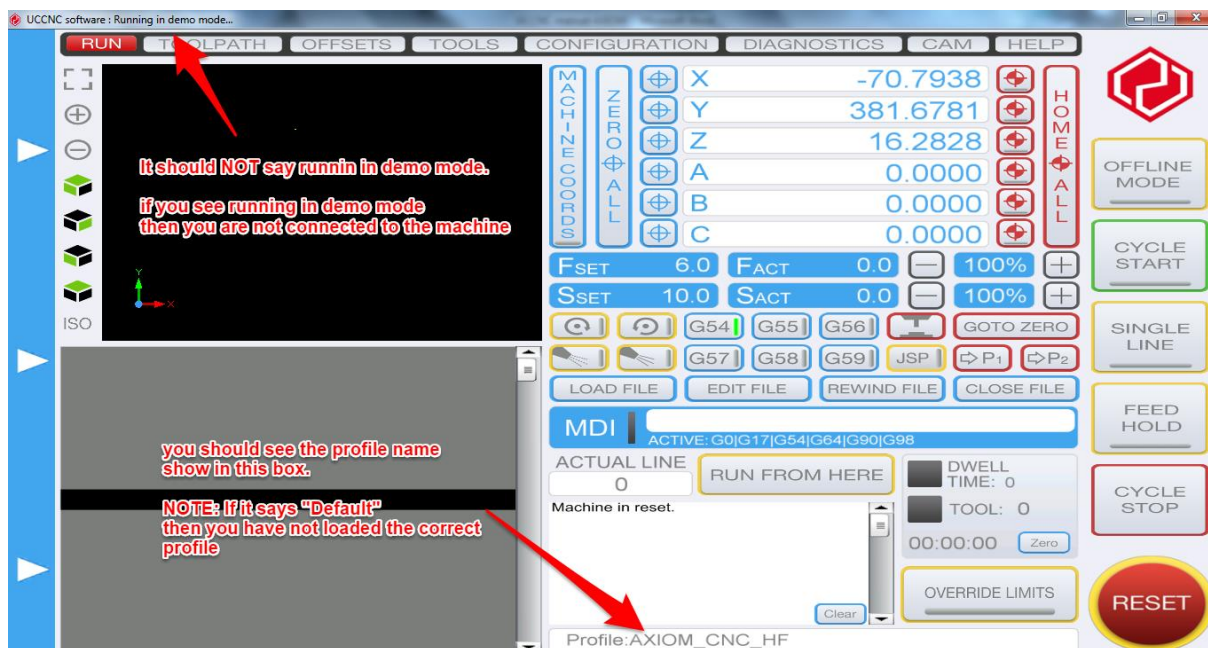 UCCNC software : Running in demo mode...
RUN TOOLPATH OFFSETS TOOLS CONFIGURATION DIAGNOSTICS CAM HELP
It should NOT say runnin in demo mode.
if you see running in demo mode
then you are not connected to the machine
Y
X
ISO
MACHINE COORDS
ZERO ALL
X -70.7938
Y 381.6781
Z 16.2828
A 0.0000
B 0.0000
C 0.0000
HOME ALL
FSET 6.0 FACT 0.0 100%
SSET 10.0 SACT 0.0 100%
G54 G55 G56 GOTO ZERO
G57 G58 G59 JSP P1 P2
LOAD FILE EDIT FILE REWIND FILE CLOSE FILE
MDI
ACTIVE: G0|G17|G54|G64|G90|G98
ACTUAL LINE
0
RUN FROM HERE
DWELL
TIME: 0
TOOL: 0
00:00:00 Zero
Machine in reset.
Clear
OVERRIDE LIMITS
Profile:AXIOM_CNC_HF
you should see the profile name
show in this box.
NOTE: If it says "Default"
then you have not loaded the correct
profile
OFFLINE
MODE
CYCLE
START
SINGLE
LINE
FEED
HOLD
CYCLE
STOP
RESET